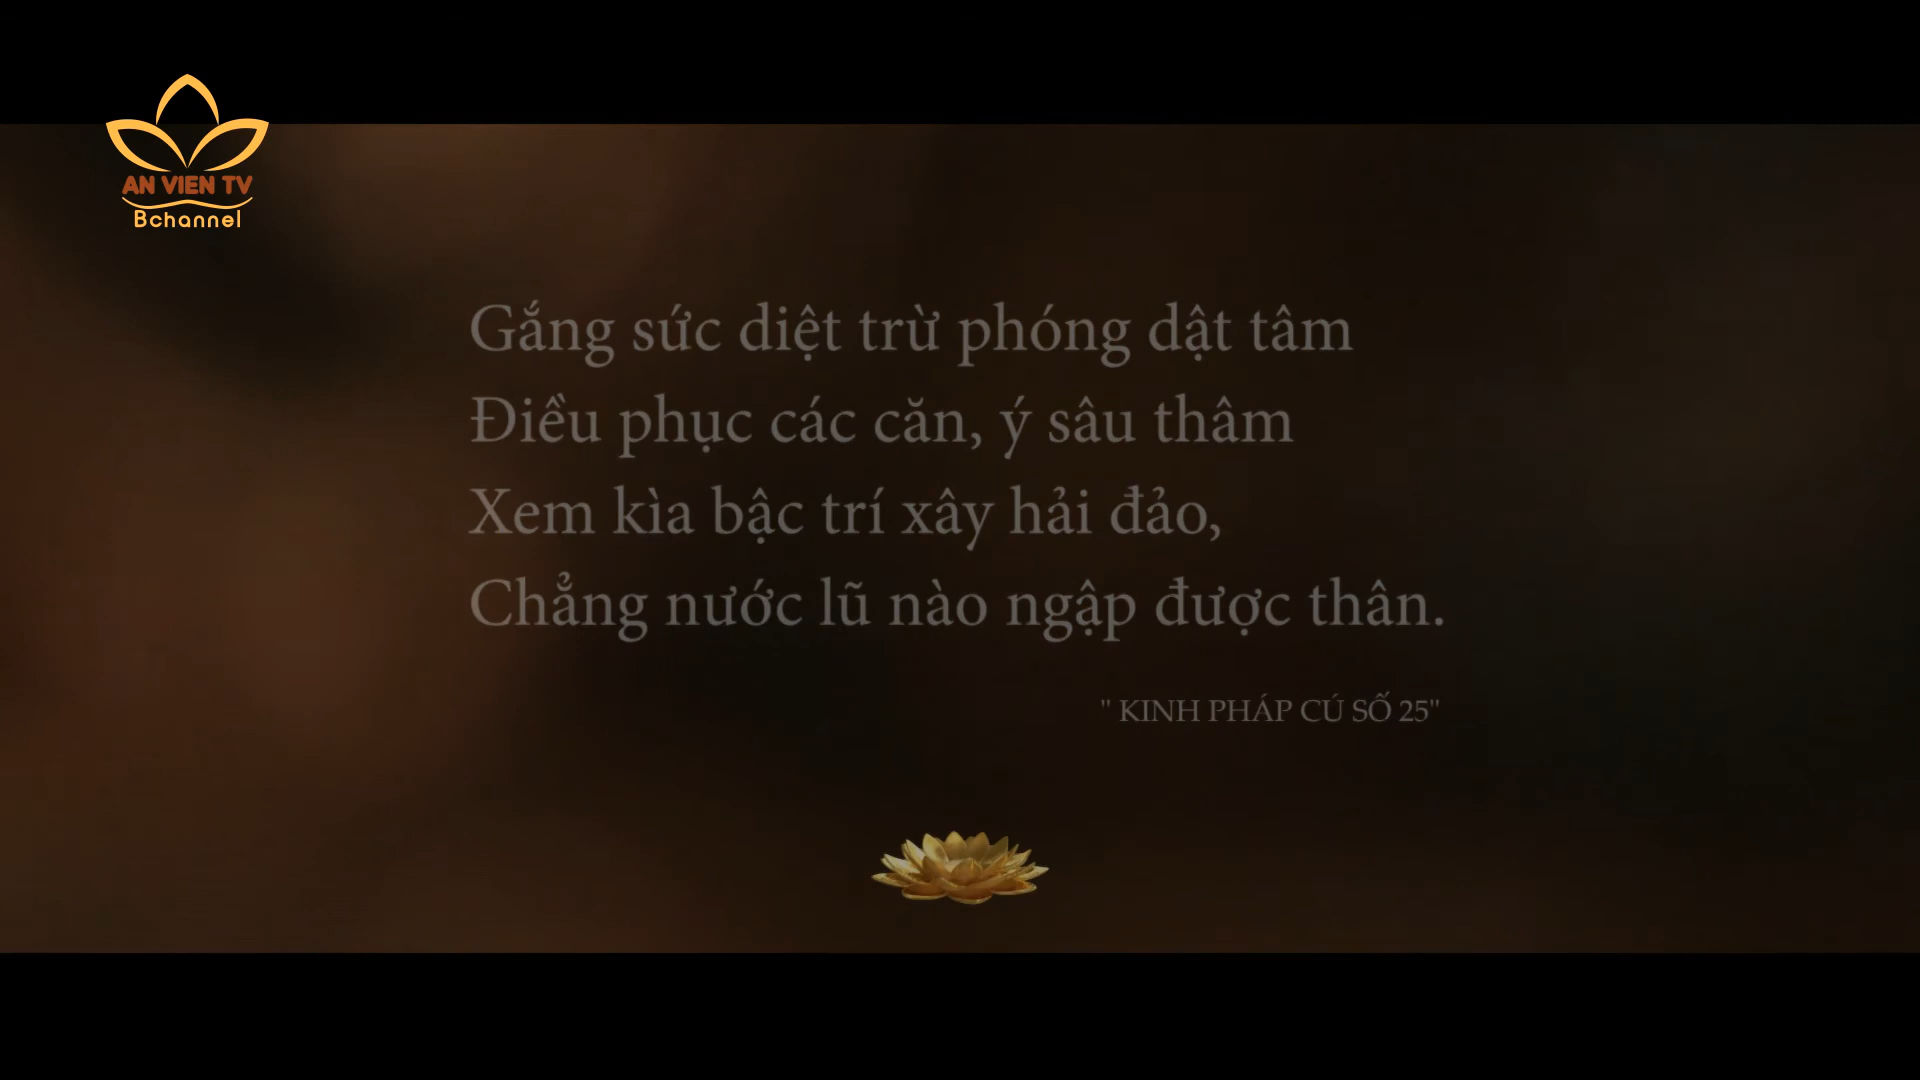 AN VIEN TV
Bchannel
Gắng sức diệt trừ phóng dật tâm
Điều phục các căn, ý sâu thâm
Xem kìa bậc trí xây hải đảo,
Chẳng nước lũ nào ngập được thân.
" KINH PHÁP CÚ SỐ 25"